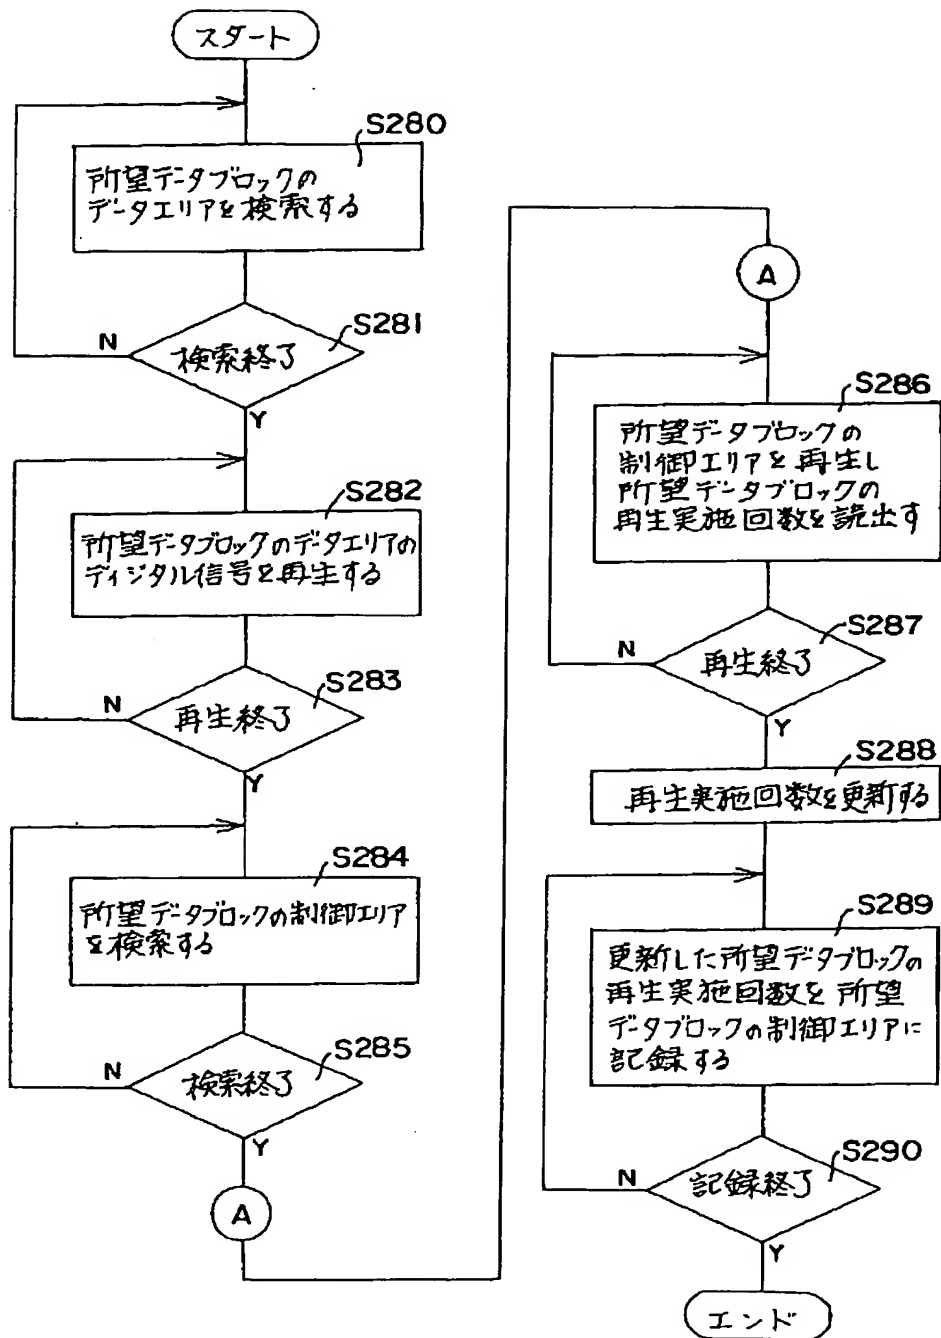 スタート
S280
所望データブロックの
データエリアを検索する
S281
検索終了
N
Y
S282
所望データブロックのデータエリアの
ディジタル信号を再生する
S283
再生終了
N
Y
S284
所望データブロックの制御エリア
を検索する
S285
検索終了
N
Y
A
A
S286
所望データブロックの
制御エリアを再生し
所望データブロックの
再生実施回数を読出す
S287
再生終了
N
Y
S288
再生実施回数を更新する
S289
更新した所望データブロックの
再生実施回数を所望
データブロックの制御エリアに
記録する
S290
記録終了
N
Y
エンド